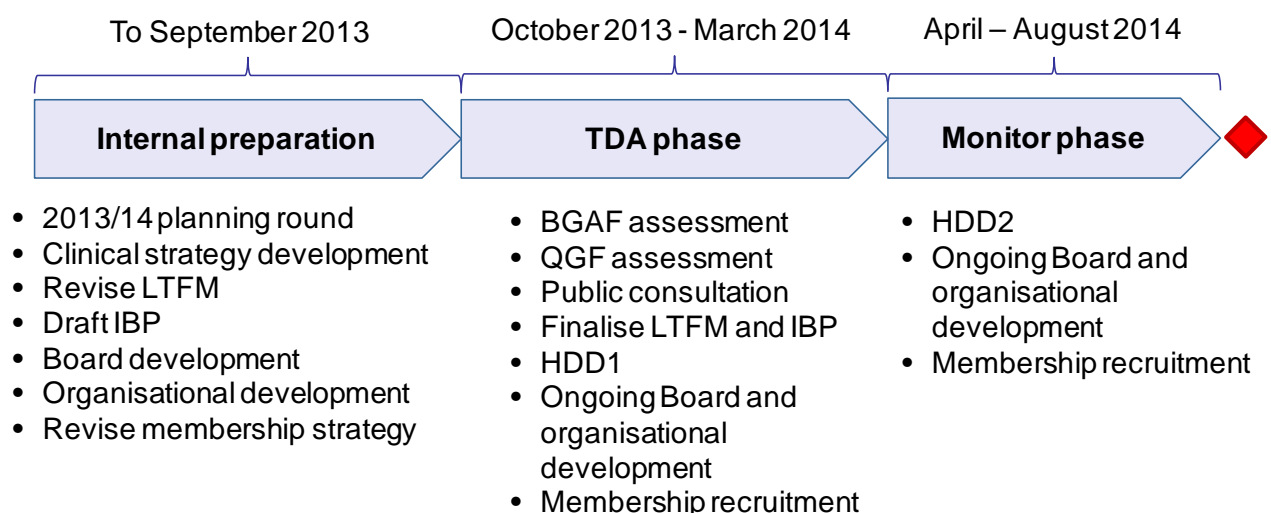 To September 2013
October 2013 - March 2014
April – August 2014
Internal preparation
TDA phase
Monitor phase
• 2013/14 planning round
• Clinical strategy development
• Revise LTFM
• Draft IBP
• Board development
• Organisational development
• Revise membership strategy
• BGAF assessment
• QGF assessment
• Public consultation
• Finalise LTFM and IBP
• HDD1
• Ongoing Board and
organisational
development
• Membership recruitment
• HDD2
• Ongoing Board and
organisational
development
• Membership recruitment